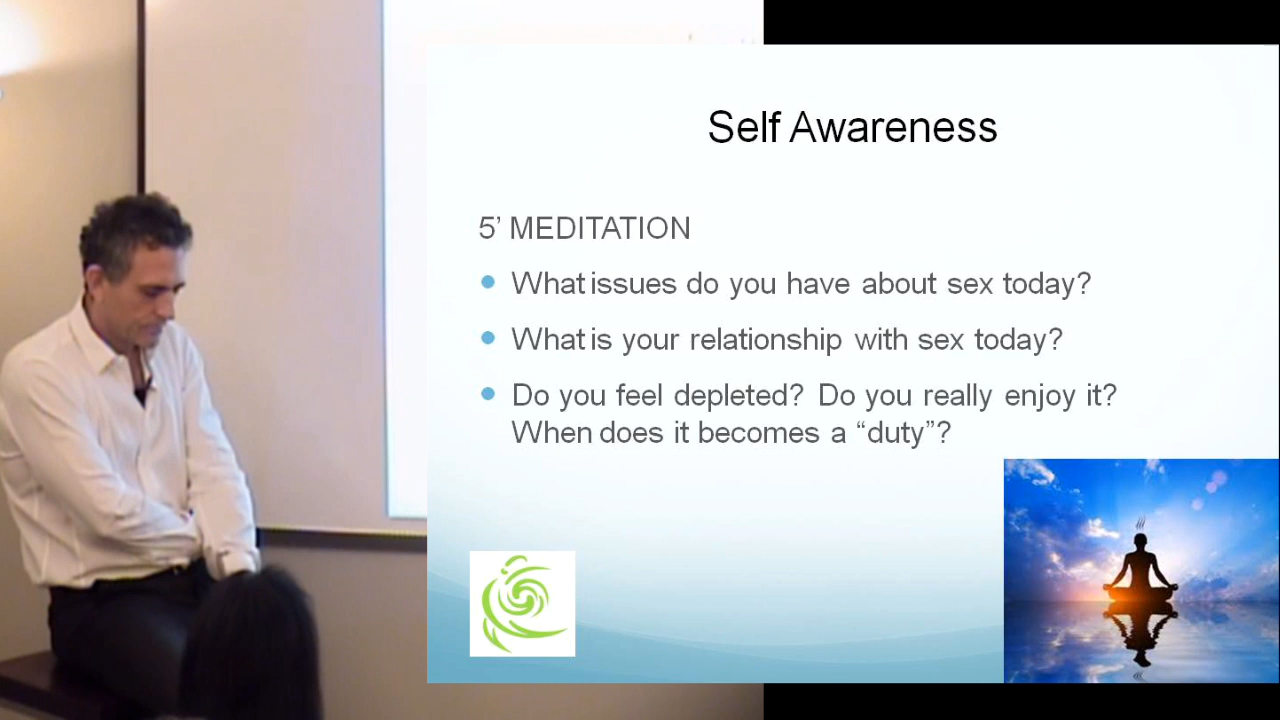 Self Awareness
5’ MEDITATION
What issues do you have about sex today?
What is your relationship with sex today?
Do you feel depleted? Do you really enjoy it?
When does it becomes a “duty”?